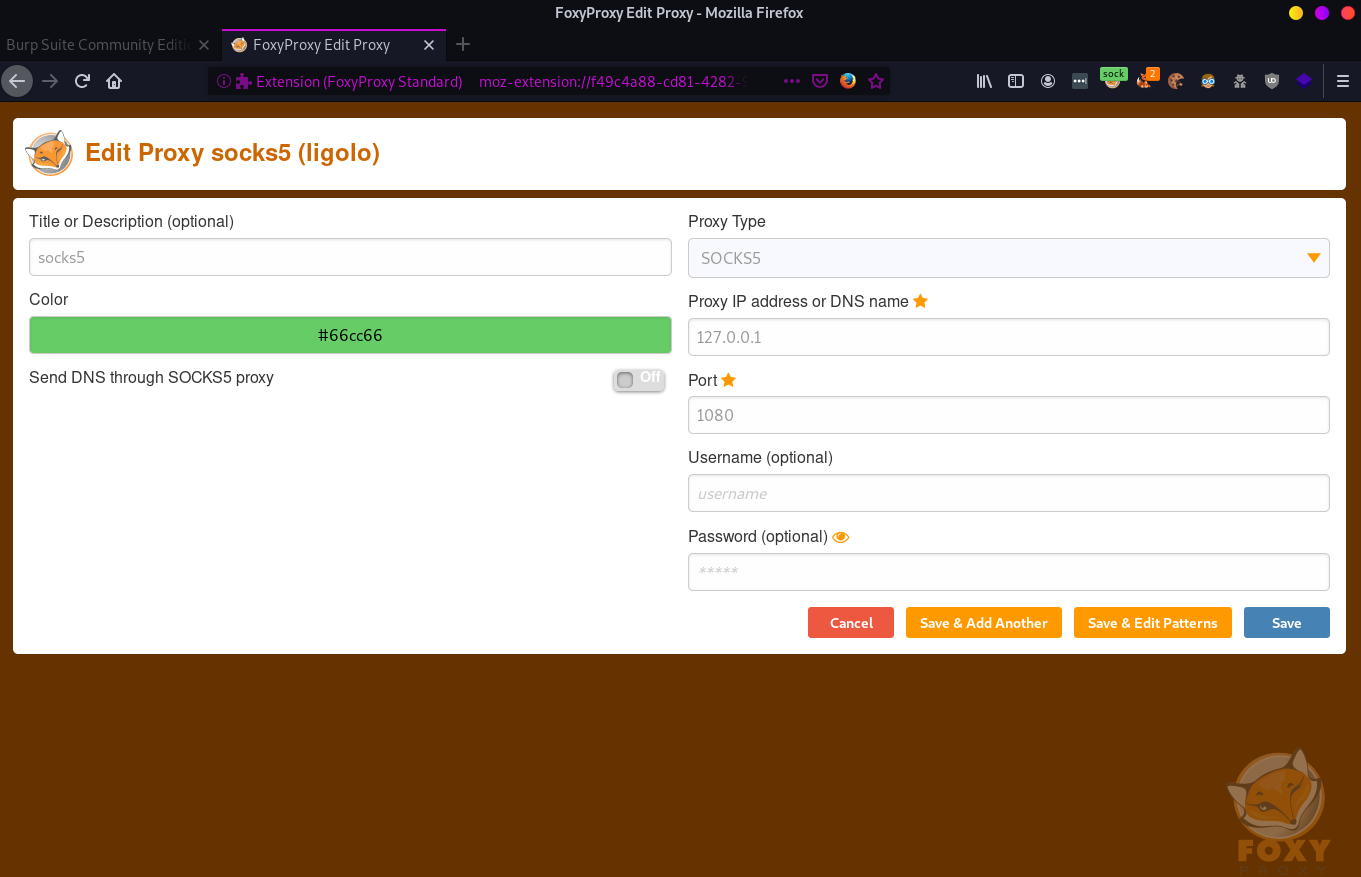 FoxyProxy Edit Proxy - Mozilla Firefox
Burp Suite Community Editi
FoxyProxy Edit Proxy
Extension (FoxyProxy Standard) moz-extension://f49c4a88-cd81-4282-
sock
2
Edit Proxy socks5 (ligolo)
Title or Description (optional)
socks5
Color
#66cc66
Send DNS through SOCKS5 proxy
Off
Proxy Type
SOCKS5
Proxy IP address or DNS name
127.0.0.1
Port
1080
Username (optional)
username
Password (optional)
*****
Cancel
Save & Add Another
Save & Edit Patterns
Save
FOXY